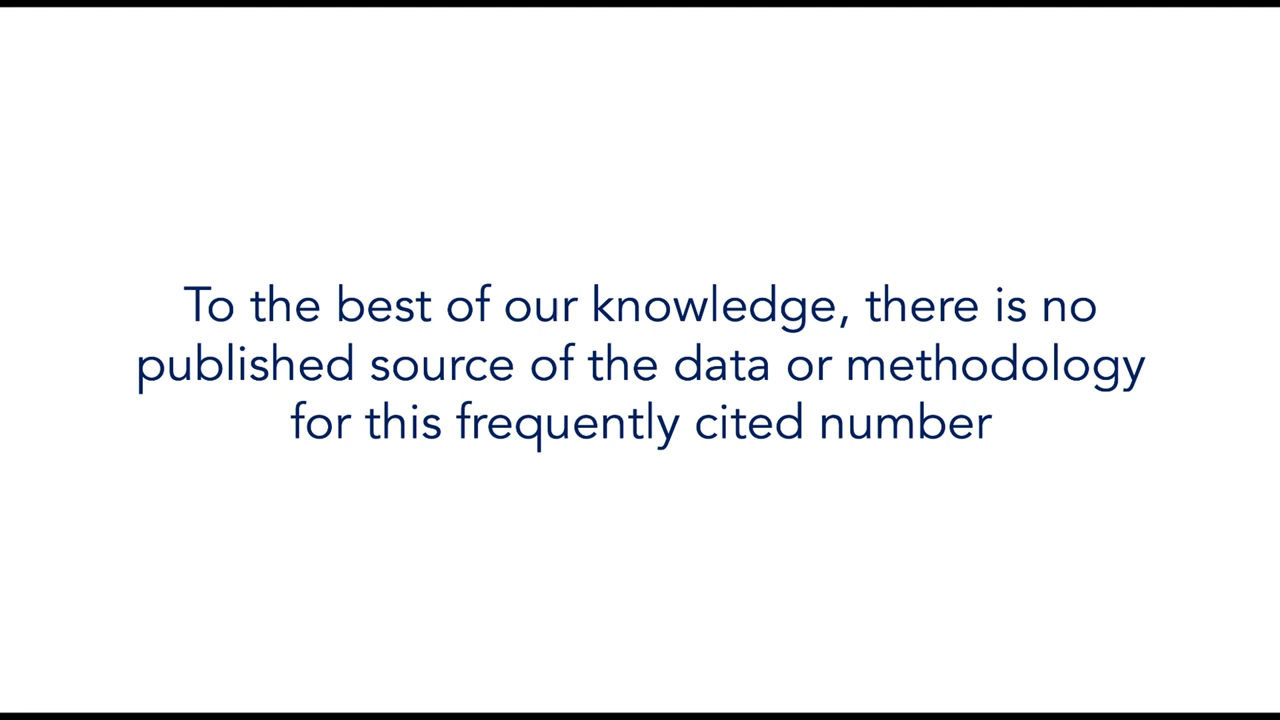 To the best of our knowledge, there is no
published source of the data or methodology
for this frequently cited number